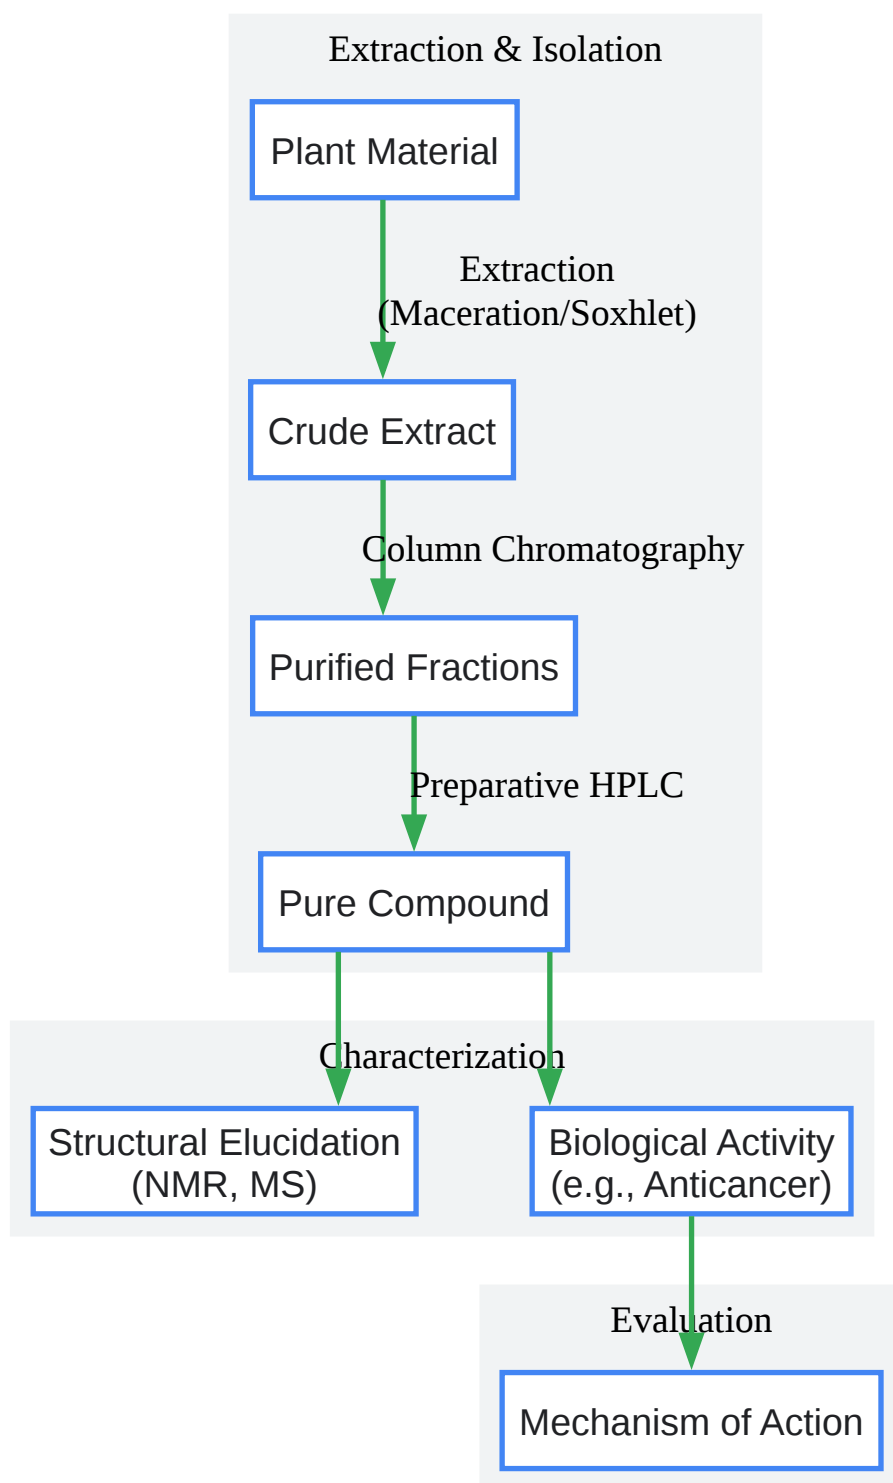 Extraction & Isolation
Plant Material
Extraction
(Maceration/Soxhlet)
Crude Extract
Column Chromatography
Purified Fractions
Preparative HPLC
Pure Compound
Characterization
Structural Elucidation
(NMR, MS)
Biological Activity
(e.g., Anticancer)
Evaluation
Mechanism of Action